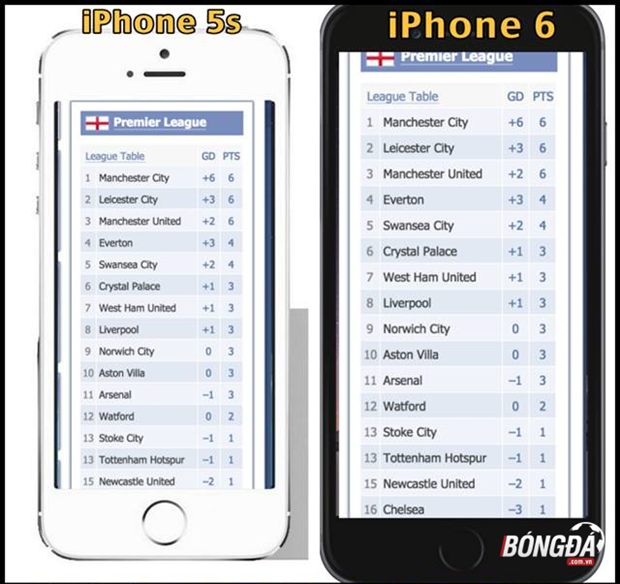 iPhone 5s
Premier League
League Table GD PTS
1 Manchester City +6 6
2 Leicester City +3 6
3 Manchester United +2 6
4 Everton +3 4
5 Swansea City +2 4
6 Crystal Palace +1 3
7 West Ham United +1 3
8 Liverpool +1 3
9 Norwich City 0 3
10 Aston Villa 0 3
11 Arsenal −1 3
12 Watford 0 2
13 Stoke City −1 1
13 Tottenham Hotspur −1 1
15 Newcastle United −2 1
iPhone 6
Premier League
League Table GD PTS
1 Manchester City +6 6
2 Leicester City +3 6
3 Manchester United +2 6
4 Everton +3 4
5 Swansea City +2 4
6 Crystal Palace +1 3
7 West Ham United +1 3
8 Liverpool +1 3
9 Norwich City 0 3
10 Aston Villa 0 3
11 Arsenal −1 3
12 Watford 0 2
13 Stoke City −1 1
13 Tottenham Hotspur −1 1
15 Newcastle United −2 1
16 Chelsea −3 1
BÓNGĐÁ
.com.vn